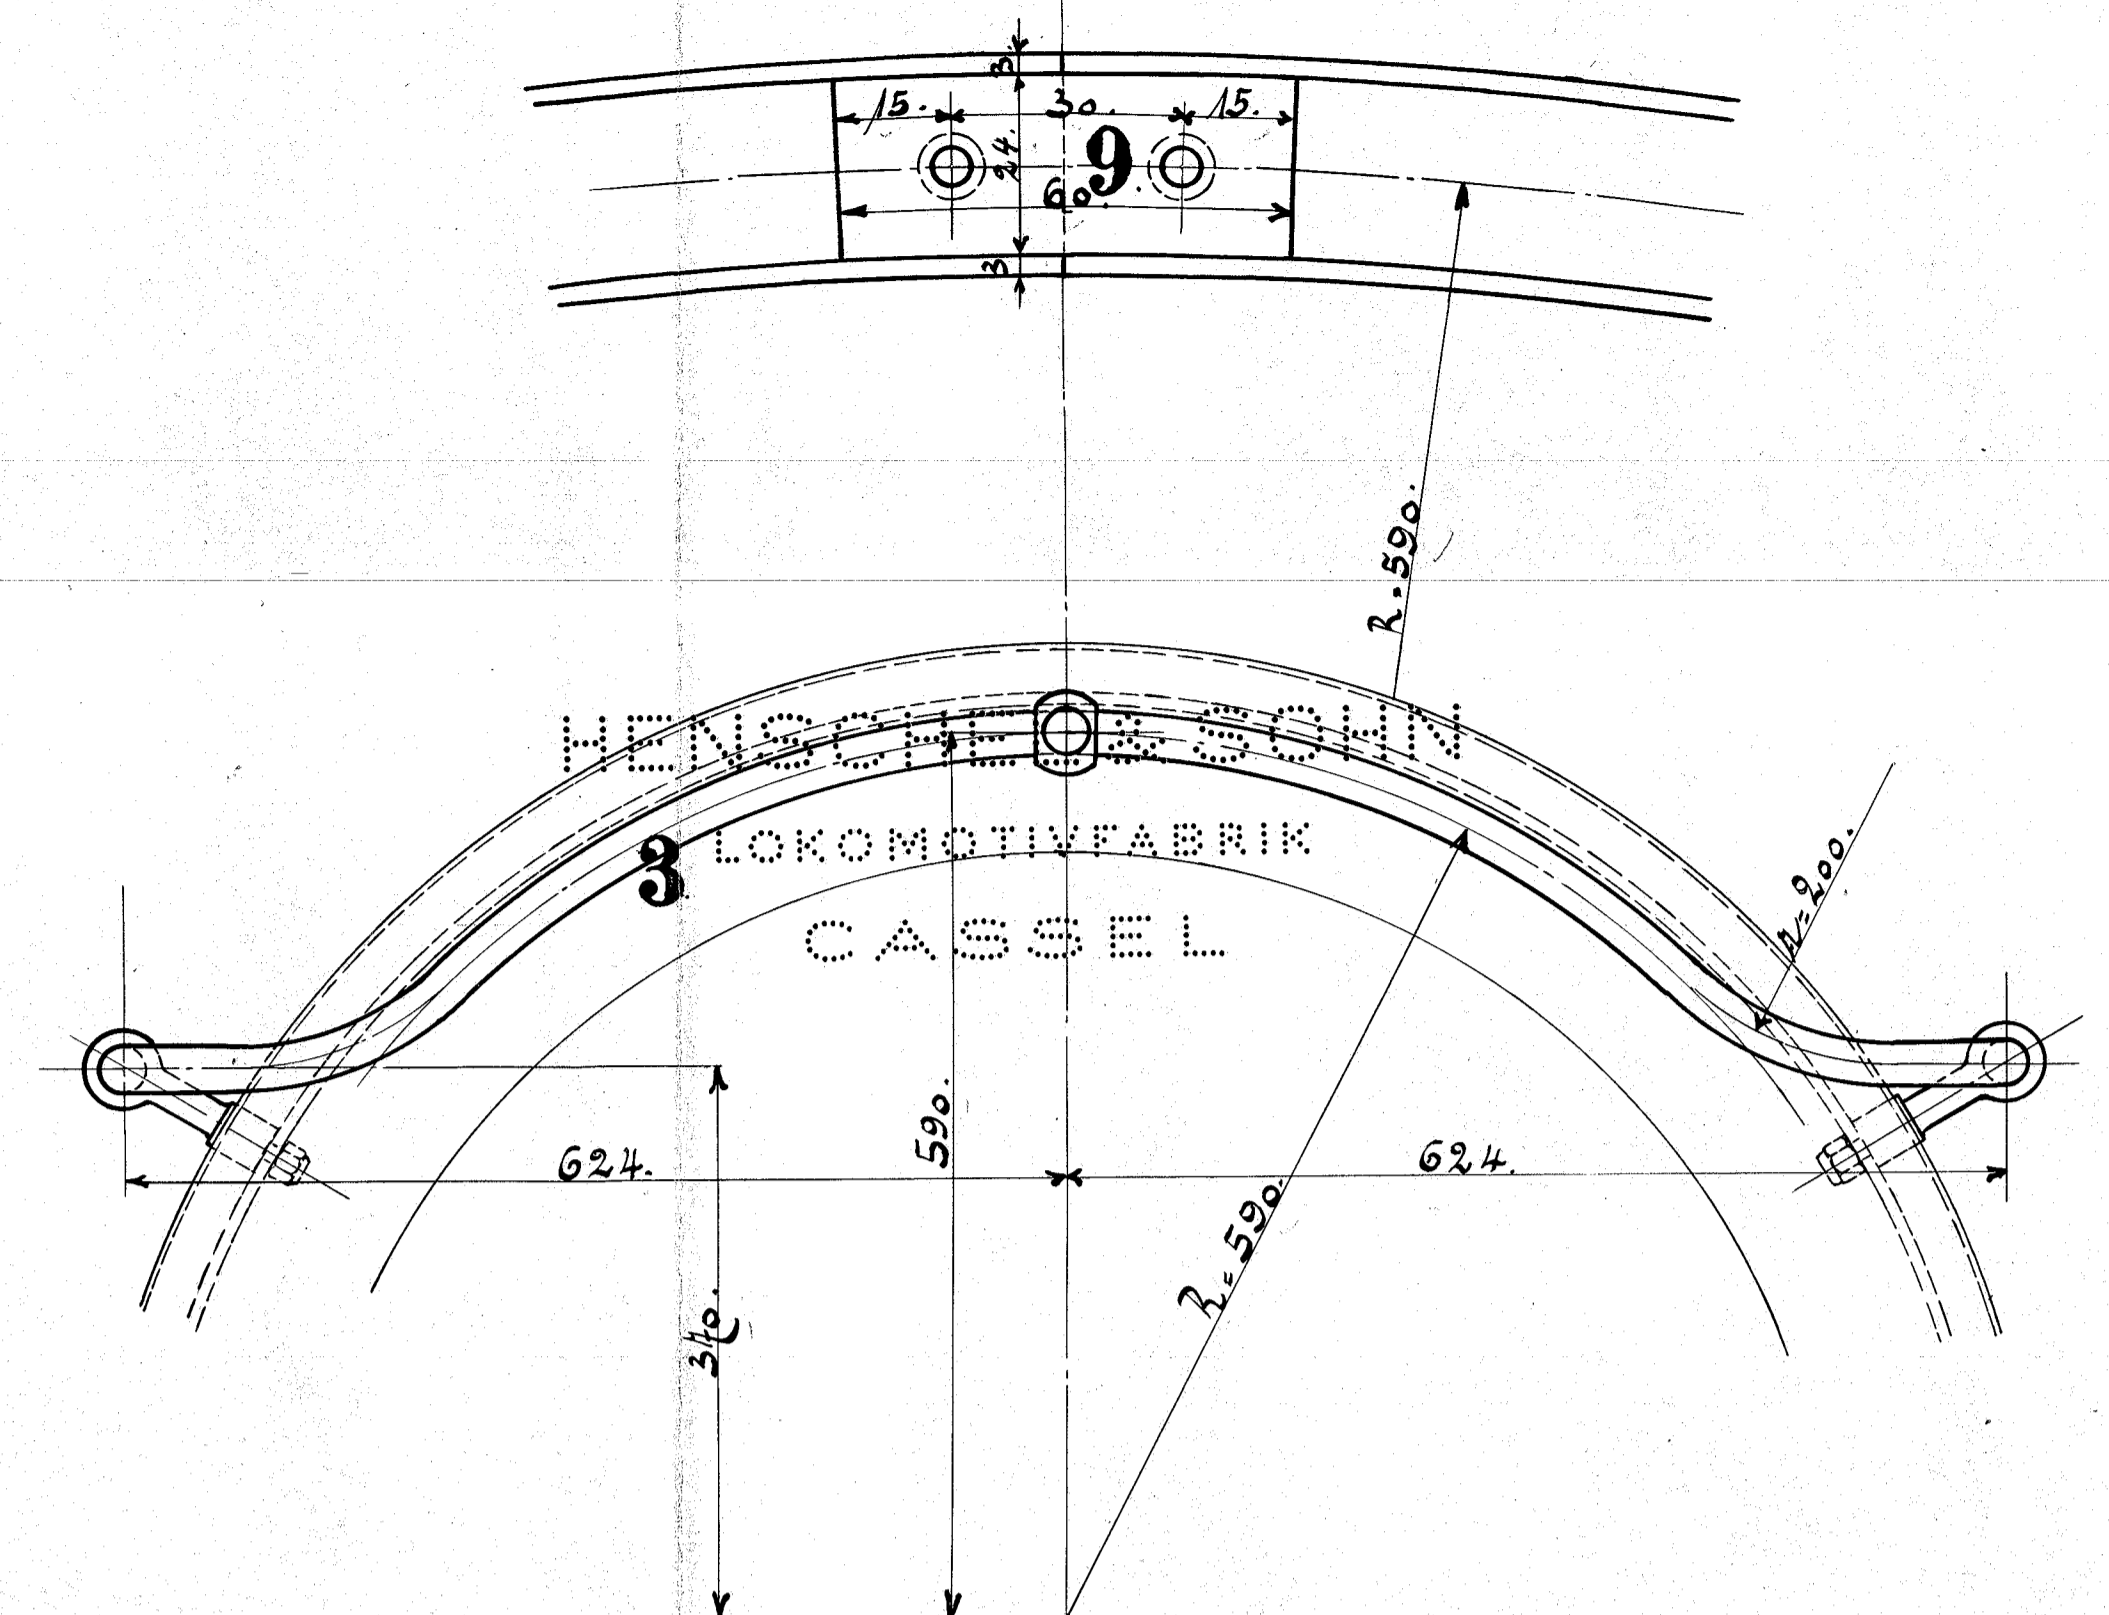 3
15. 30. 15.
24.
9
60.
3
R=590.
HENSCHEL & SOHN
3 LOKOMOTIVFABRIK
CASSEL
r=200.
624. 590. 624.
R=590.
370.